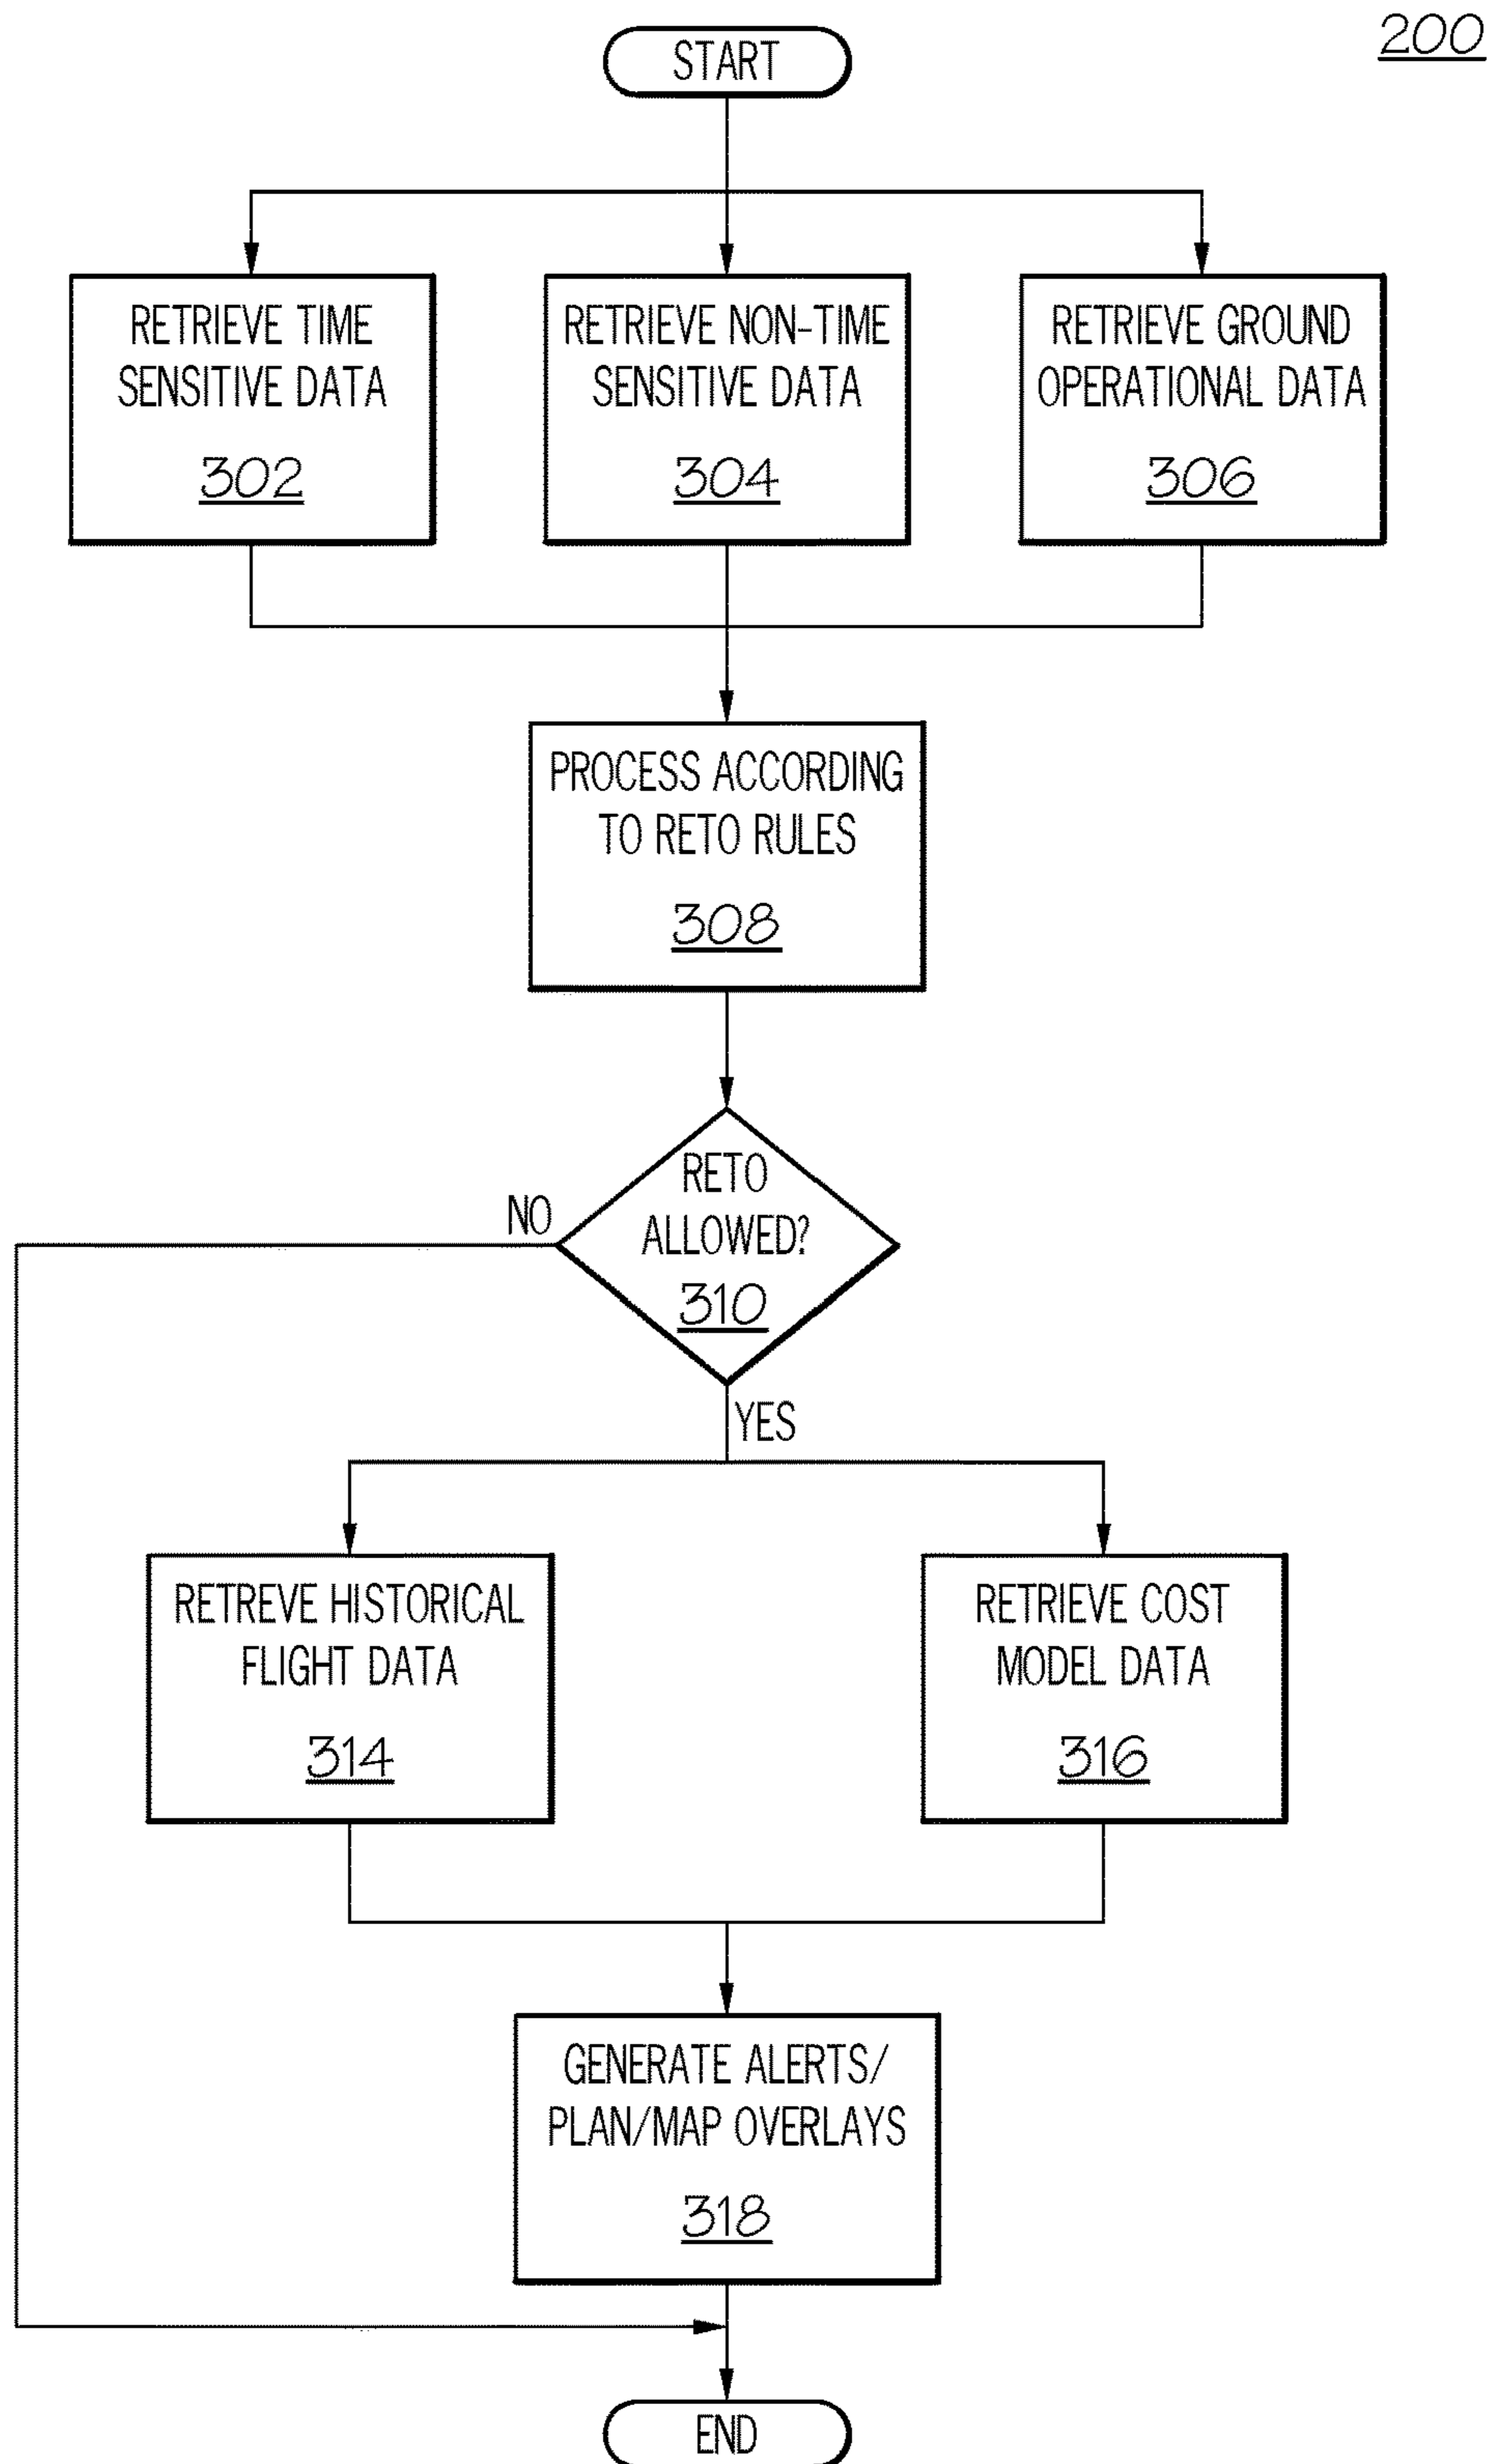 200
START
RETRIEVE TIME
SENSITIVE DATA
302
RETRIEVE NON-TIME
SENSITIVE DATA
304
RETRIEVE GROUND
OPERATIONAL DATA
306
PROCESS ACCORDING
TO RETO RULES
308
RETO
ALLOWED?
310
NO
YES
RETREVE HISTORICAL
FLIGHT DATA
314
RETRIEVE COST
MODEL DATA
316
GENERATE ALERTS/
PLAN/MAP OVERLAYS
318
END